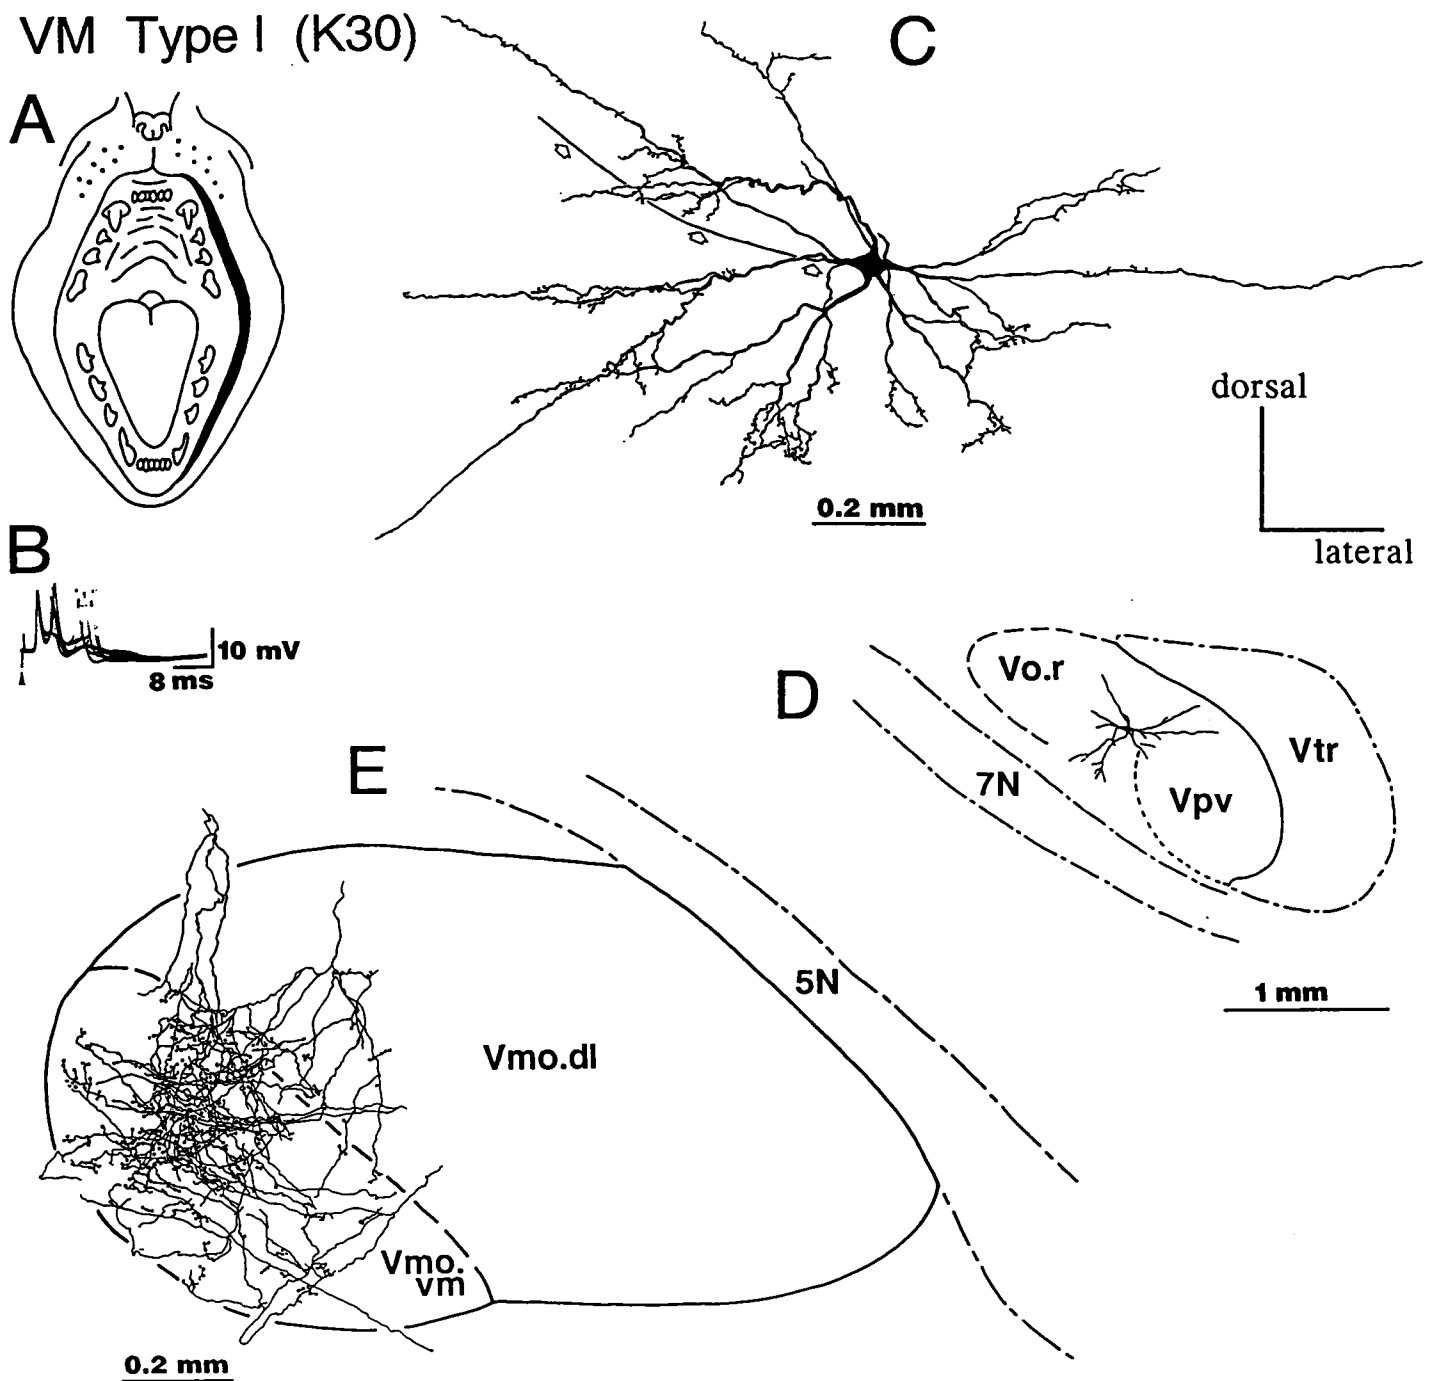 VM Type I (K30)
A
C
dorsal
0.2 mm
lateral
B
10 mV
8 ms
D
Vo.r
Vtr
7N
Vpv
E
5N
1 mm
Vmo.dl
Vmo.
vm
0.2 mm